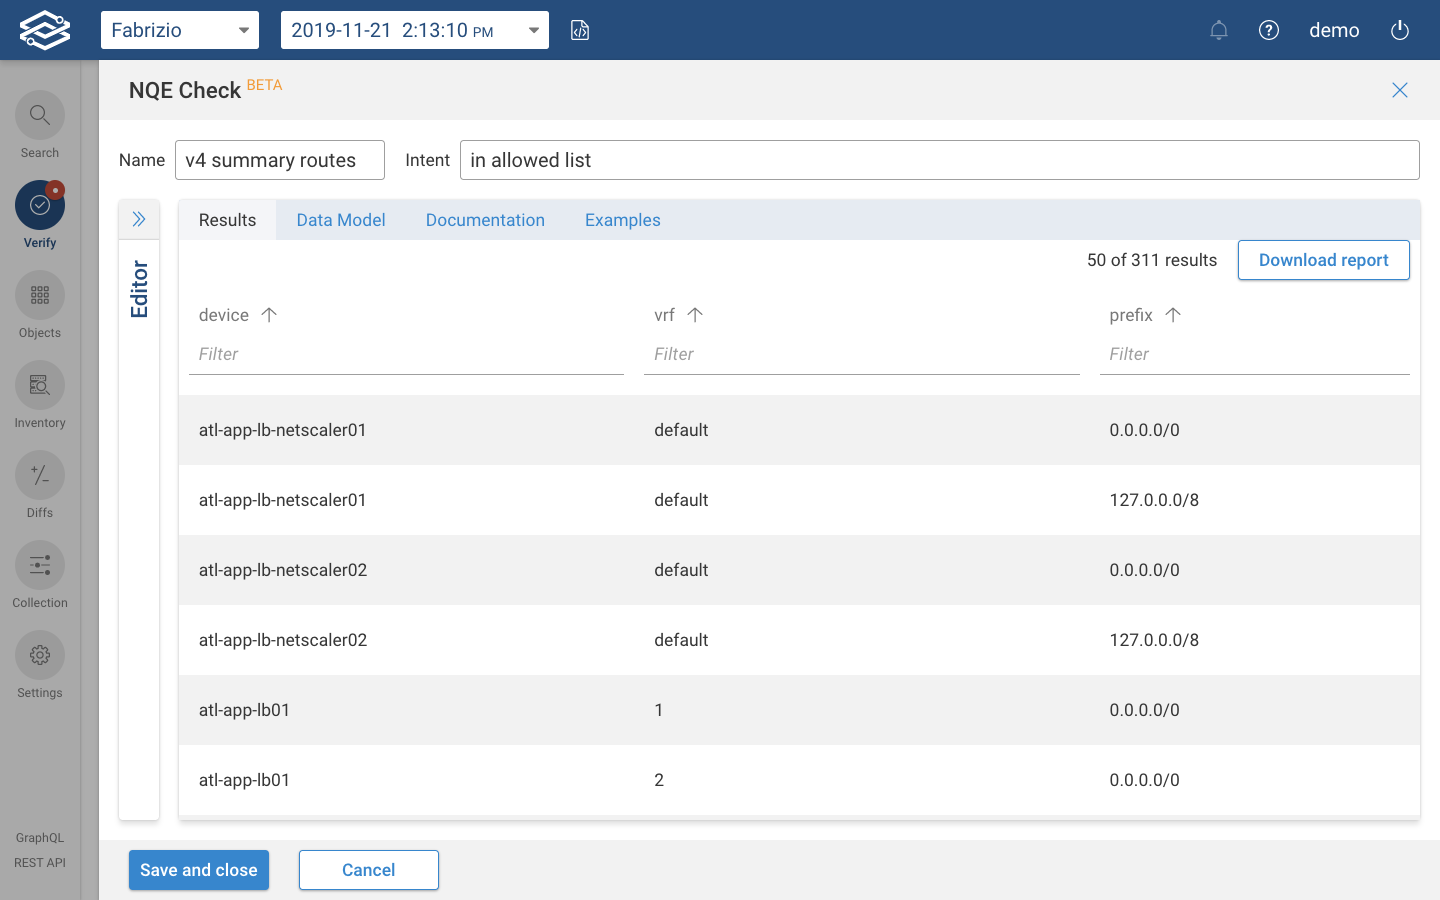 Fabrizio
2019-11-21 2:13:10 PM
demo
NQE Check BETA
Search
Verify
Objects
Inventory
Diffs
Collection
Settings
GraphQL
REST API
Name v4 summary routes Intent in allowed list
Editor
Results Data Model Documentation Examples
50 of 311 results Download report
device vrf prefix
Filter Filter Filter
atl-app-lb-netscaler01 default 0.0.0.0/0
atl-app-lb-netscaler01 default 127.0.0.0/8
atl-app-lb-netscaler02 default 0.0.0.0/0
atl-app-lb-netscaler02 default 127.0.0.0/8
atl-app-lb01 1 0.0.0.0/0
atl-app-lb01 2 0.0.0.0/0
Save and close Cancel